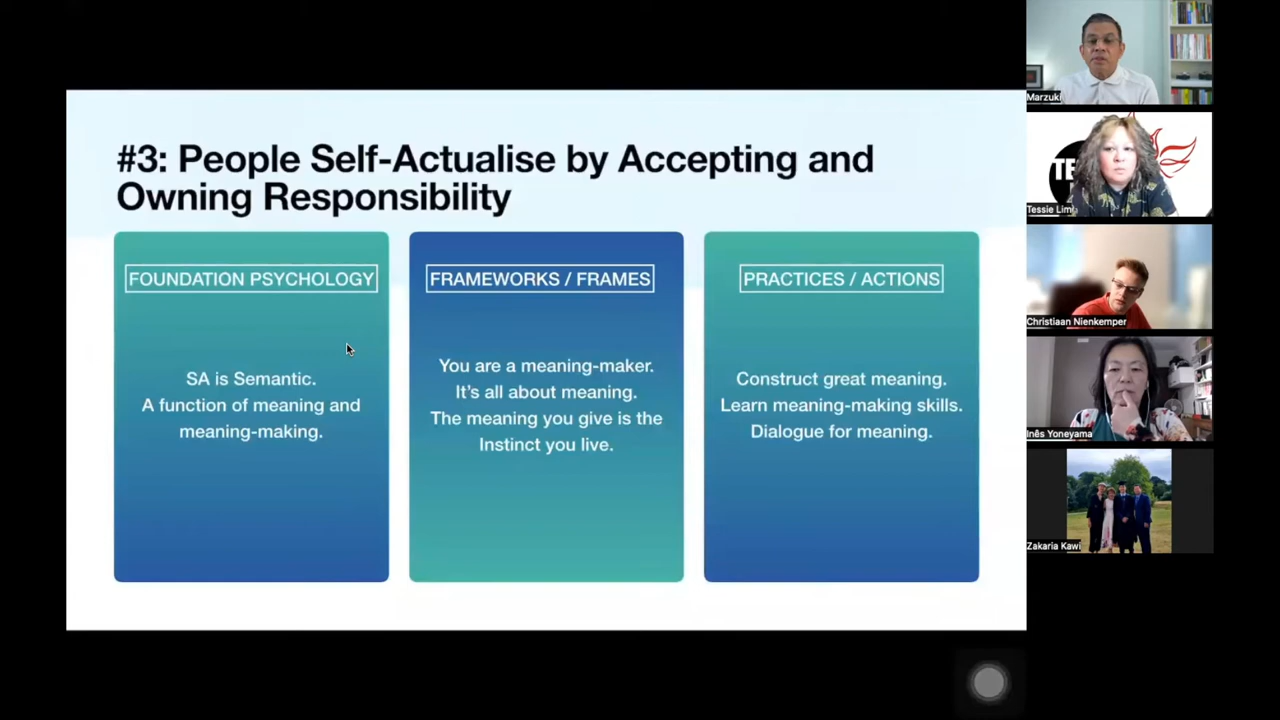 #3: People Self-Actualise by Accepting and
Owning Responsibility
FOUNDATION PSYCHOLOGY
SA is Semantic.
A function of meaning and
meaning-making.
FRAMEWORKS / FRAMES
You are a meaning-maker.
It's all about meaning.
The meaning you give is the
Instinct you live.
PRACTICES / ACTIONS
Construct great meaning.
Learn meaning-making skills.
Dialogue for meaning.
Marzuki
TE
Tessie Lim
Christiaan Nienkemper
Inês Yoneyama
Zakaria Kawi